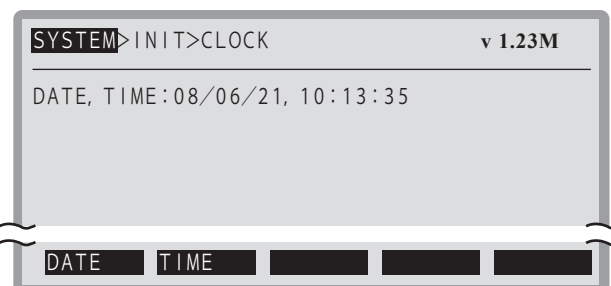 SYSTEM>INIT>CLOCK v 1.23M
DATE, TIME:08/06/21, 10:13:35
DATE TIME